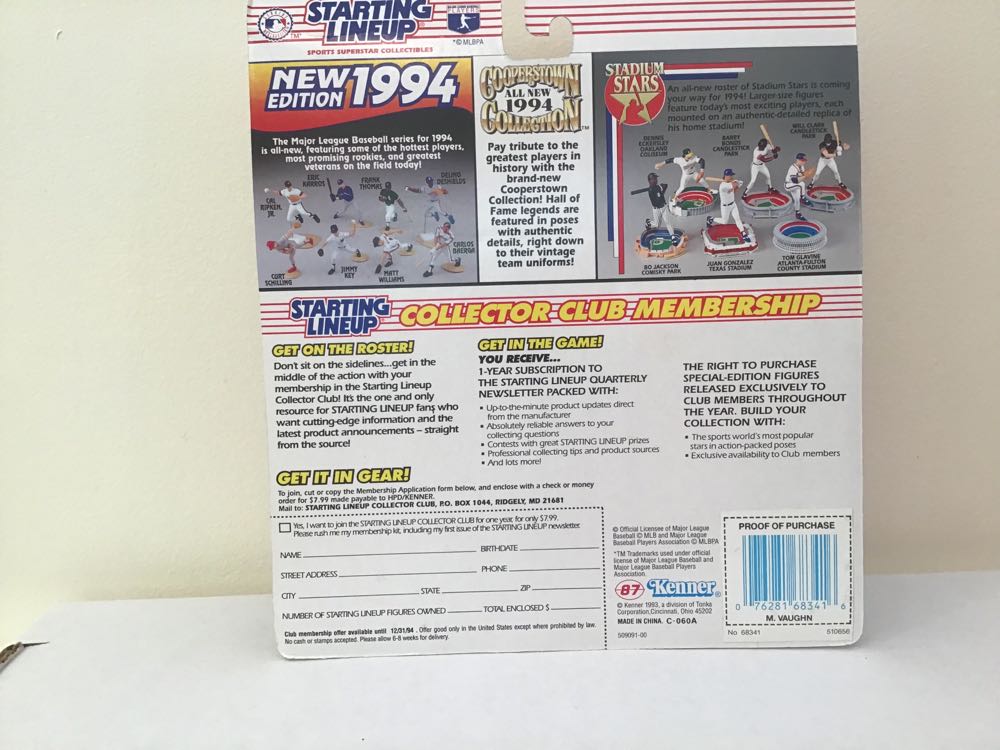 STARTING
LINEUP®
SPORTS SUPERSTAR COLLECTIBLES
TM
PLAYERS
*© MLBPA
NEW
EDITION 1994
The Major League Baseball series for 1994
is all-new, featuring some of the hottest players,
most promising rookies, and greatest
veterans on the field today!
CAL
RIPKEN,
JR.
ERIC
KARROS
FRANK
THOMAS
DELINO
DESHIELDS
CURT
SCHILLING
JIMMY
KEY
MATT
WILLIAMS
CARLOS
BAERGA
COOPERSTOWN
ALL NEW
1994
COLLECTION™
Pay tribute to the
greatest players in
history with the
brand-new
Cooperstown
Collection! Hall of
Fame legends are
featured in poses
with authentic
details, right down
to their vintage
team uniforms!
STADIUM
STARS
An all-new roster of Stadium Stars is coming
your way for 1994! Larger-size figures
feature today's most exciting players, each
mounted on an authentic-detailed replica of
his home stadium!
DENNIS
ECKERSLEY
OAKLAND
COLISEUM
BARRY
BONDS
CANDLESTICK
PARK
WILL CLARK
CANDLESTICK
PARK
BO JACKSON
COMISKY PARK
JUAN GONZALEZ
TEXAS STADIUM
TOM GLAVINE
ATLANTA-FULTON
COUNTY STADIUM
STARTING
LINEUP® COLLECTOR CLUB MEMBERSHIP
GET ON THE ROSTER!
Don't sit on the sidelines...get in the
middle of the action with your
membership in the Starting Lineup
Collector Club! It's the one and only
resource for STARTING LINEUP fans who
want cutting-edge information and the
latest product announcements – straight
from the source!
GET IN THE GAME!
YOU RECEIVE...
1-YEAR SUBSCRIPTION TO
THE STARTING LINEUP QUARTERLY
NEWSLETTER PACKED WITH:
• Up-to-the-minute product updates direct
from the manufacturer
• Absolutely reliable answers to your
collecting questions
• Contests with great STARTING LINEUP prizes
• Professional collecting tips and product sources
• And lots more!
THE RIGHT TO PURCHASE
SPECIAL-EDITION FIGURES
RELEASED EXCLUSIVELY TO
CLUB MEMBERS THROUGHOUT
THE YEAR. BUILD YOUR
COLLECTION WITH:
• The sports world's most popular
stars in action-packed poses
• Exclusive availability to Club members
GET IT IN GEAR!
To join, cut or copy the Membership Application form below, and enclose with a check or money
order for $7.99 made payable to HPD/KENNER.
Mail to: STARTING LINEUP COLLECTOR CLUB, P.O. BOX 1044, RIDGELY, MD 21681
Yes, I want to join the STARTING LINEUP COLLECTOR CLUB for one year, for only $7.99.
Please rush me my membership kit, including my first issue of the STARTING LINEUP newsletter.
NAME BIRTHDATE
STREET ADDRESS PHONE
CITY STATE ZIP
NUMBER OF STARTING LINEUP FIGURES OWNED TOTAL ENCLOSED $
Club membership offer available until 12/31/94. Offer good only in the United States except where prohibited by law.
No cash or stamps accepted. Please allow 6-8 weeks for delivery.
© Official Licensee of Major League
Baseball © MLB and Major League
Baseball Players Association © MLBPA
*TM Trademarks used under official
license of Major League Baseball and
Major League Baseball Players
Association.
87 Kenner®
© Kenner 1993, a division of Tonka
Corporation, Cincinnati, Ohio 45202
MADE IN CHINA. C-060A
509091-00
PROOF OF PURCHASE
0 76281 68341 6
M. VAUGHN
No 68341 510656